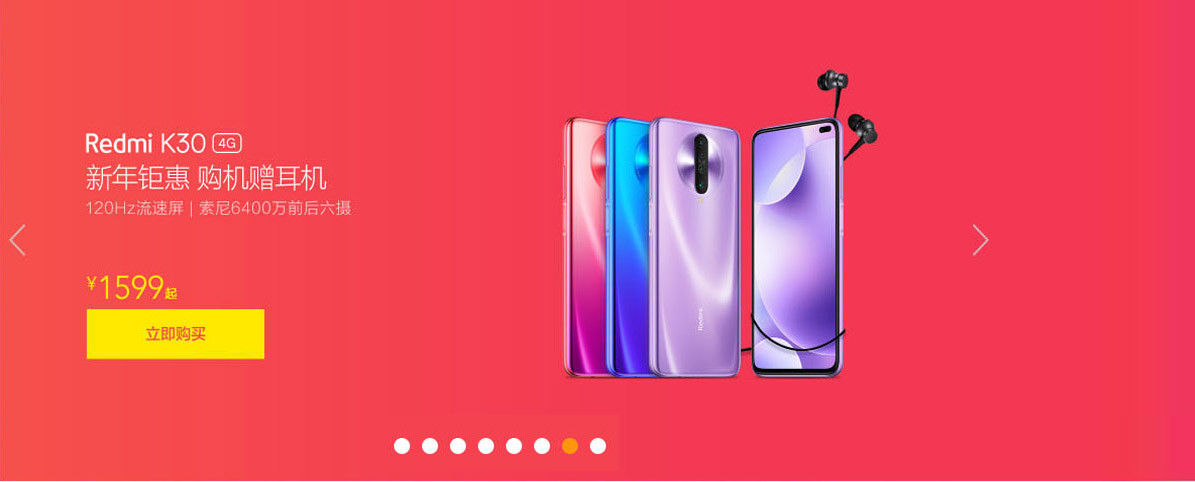 Redmi K30 4G
新年钜惠 购机赠耳机
120Hz流速屏 | 索尼6400万前后六摄
¥1599起
立即购买
Redmi